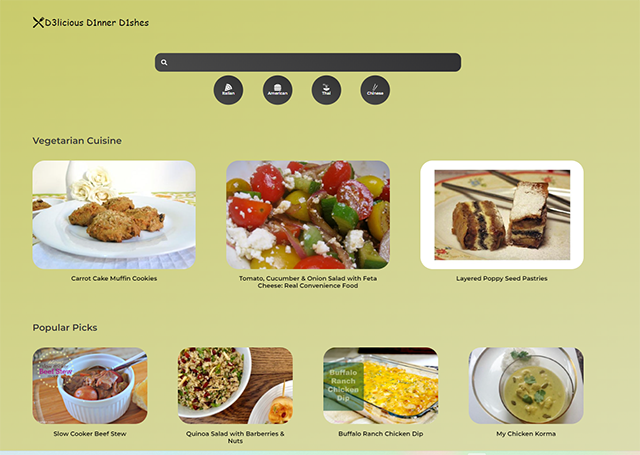 D3licious D1nner D1shes
Italian
American
Thai
Chinese
Vegetarian Cuisine
Carrot Cake Muffin Cookies
Tomato, Cucumber & Onion Salad with Feta
Cheese: Real Convenience Food
Layered Poppy Seed Pastries
Popular Picks
Beef Stew
Buffalo
Ranch
Chicken
Dip
Slow Cooker Beef Stew
Quinoa Salad with Barberries &
Nuts
Buffalo Ranch Chicken Dip
My Chicken Korma